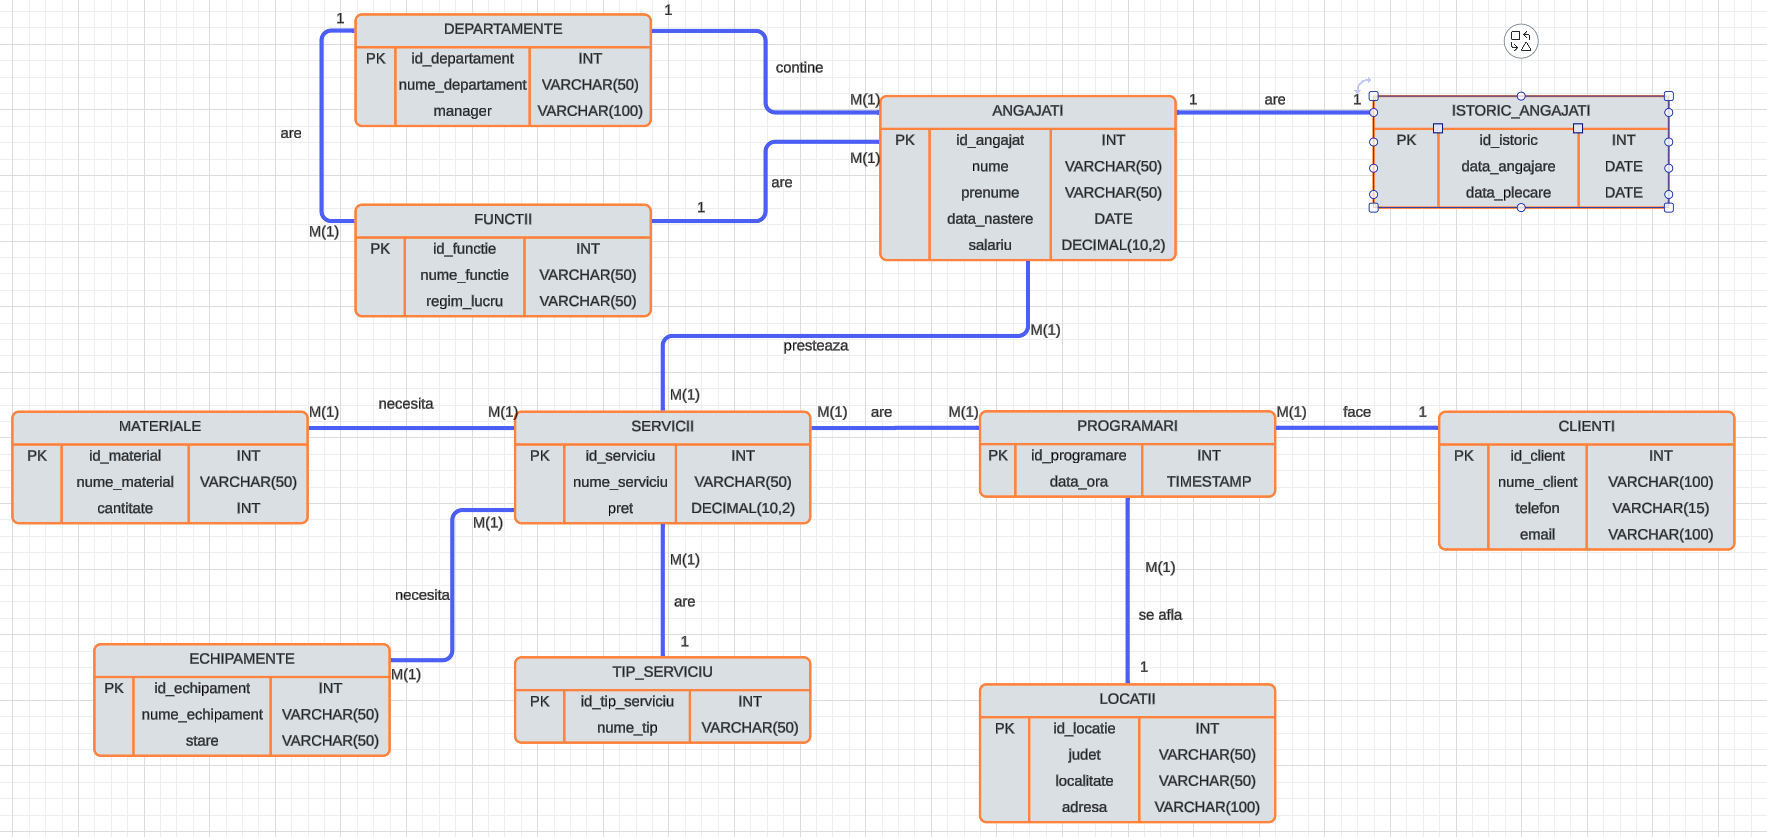 1
DEPARTAMENTE
PK id_departament INT
nume_departament VARCHAR(50)
manager VARCHAR(100)
1
contine
M(1)
are
M(1)
FUNCTII
PK id_functie INT
nume_functie VARCHAR(50)
regim_lucru VARCHAR(50)
1
are
M(1)
ANGAJATI
PK id_angajat INT
nume VARCHAR(50)
prenume VARCHAR(50)
data_nastere DATE
salariu DECIMAL(10,2)
1 are 1
ISTORIC_ANGAJATI
PK id_istoric INT
data_angajare DATE
data_plecare DATE
M(1)
presteaza
M(1)
MATERIALE
PK id_material INT
nume_material VARCHAR(50)
cantitate INT
M(1) necesita M(1)
SERVICII
PK id_serviciu INT
nume_serviciu VARCHAR(50)
pret DECIMAL(10,2)
M(1) are M(1)
PROGRAMARI
PK id_programare INT
data_ora TIMESTAMP
M(1) face 1
CLIENTI
PK id_client INT
nume_client VARCHAR(100)
telefon VARCHAR(15)
email VARCHAR(100)
M(1)
necesita
M(1)
ECHIPAMENTE
PK id_echipament INT
nume_echipament VARCHAR(50)
stare VARCHAR(50)
M(1)
are
1
TIP_SERVICIU
PK id_tip_serviciu INT
nume_tip VARCHAR(50)
M(1)
se afla
1
LOCATII
PK id_locatie INT
judet VARCHAR(50)
localitate VARCHAR(50)
adresa VARCHAR(100)